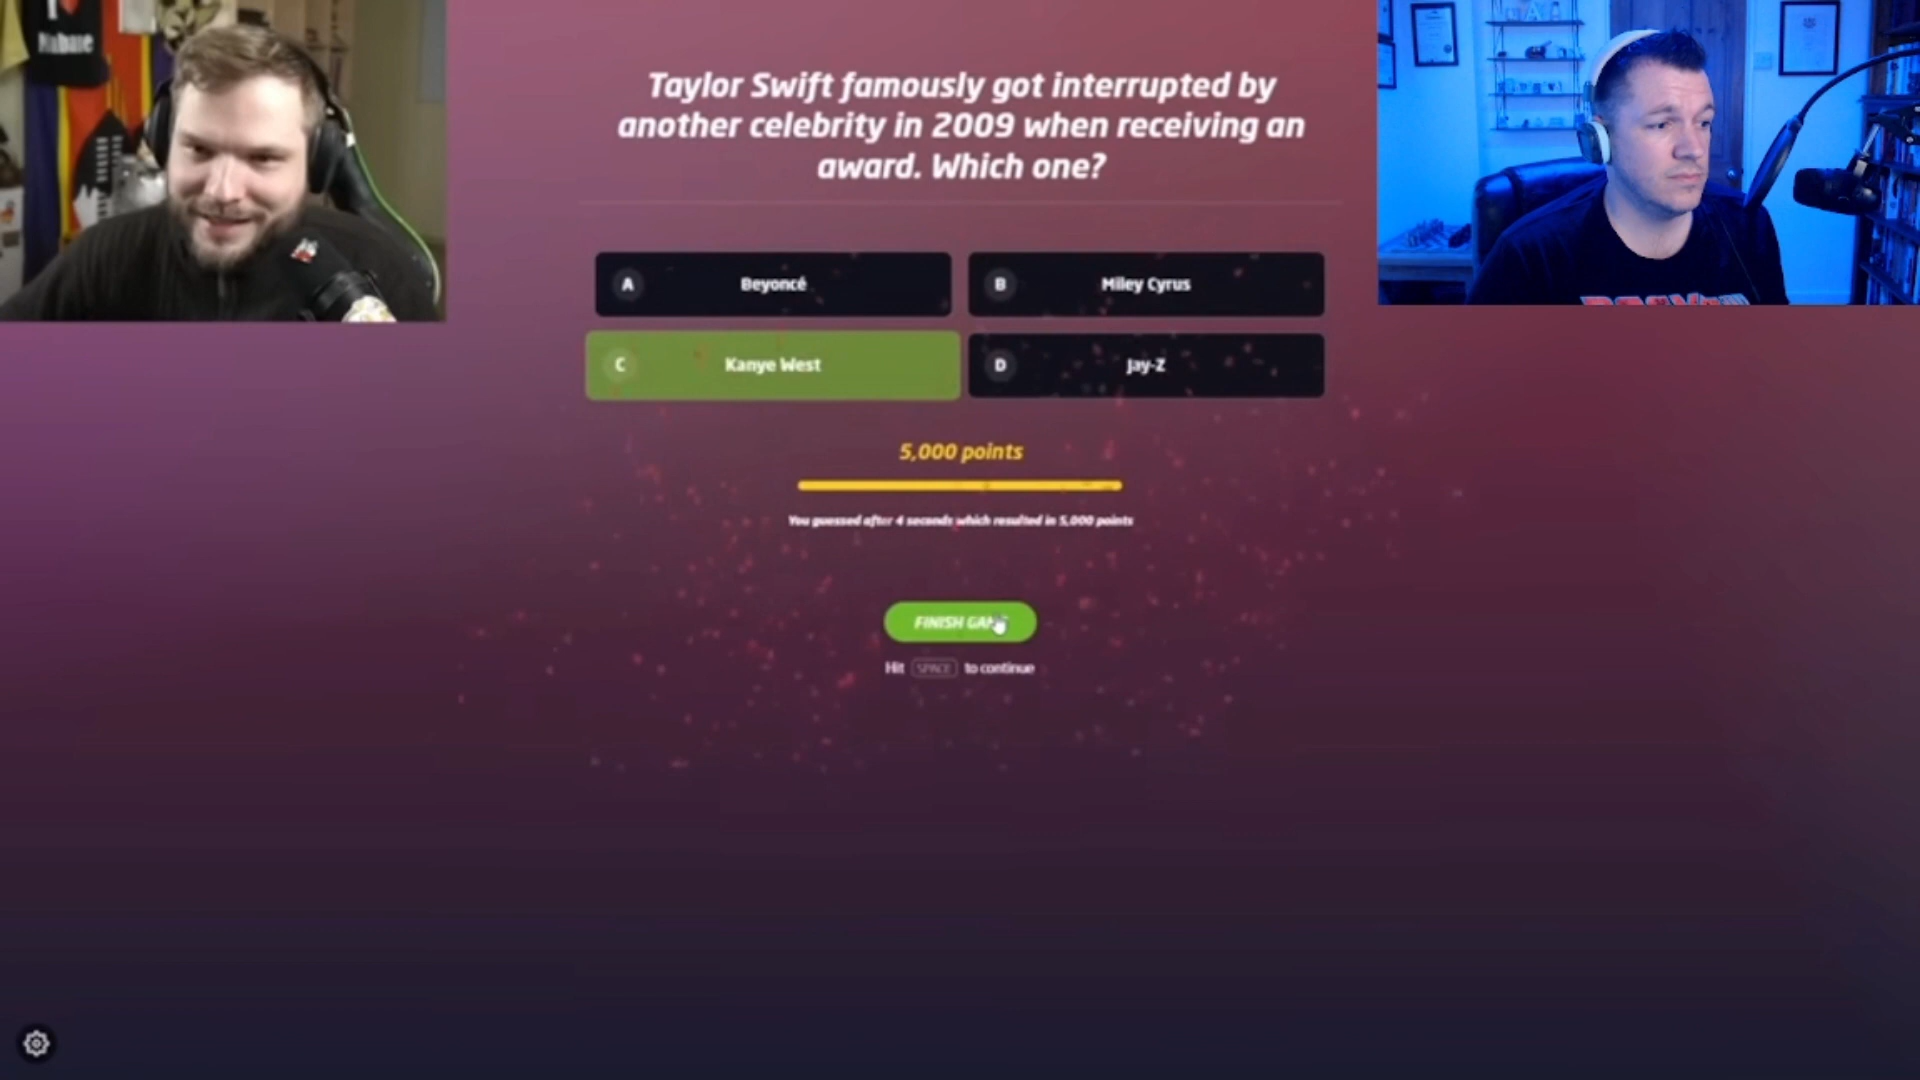 Taylor Swift famously got interrupted by
another celebrity in 2009 when receiving an
award. Which one?
A Beyoncé
B Miley Cyrus
C Kanye West
D Jay-Z
5,000 points
You guessed after 4 seconds which resulted in 5,000 points
FINISH
Hit SPACE to continue